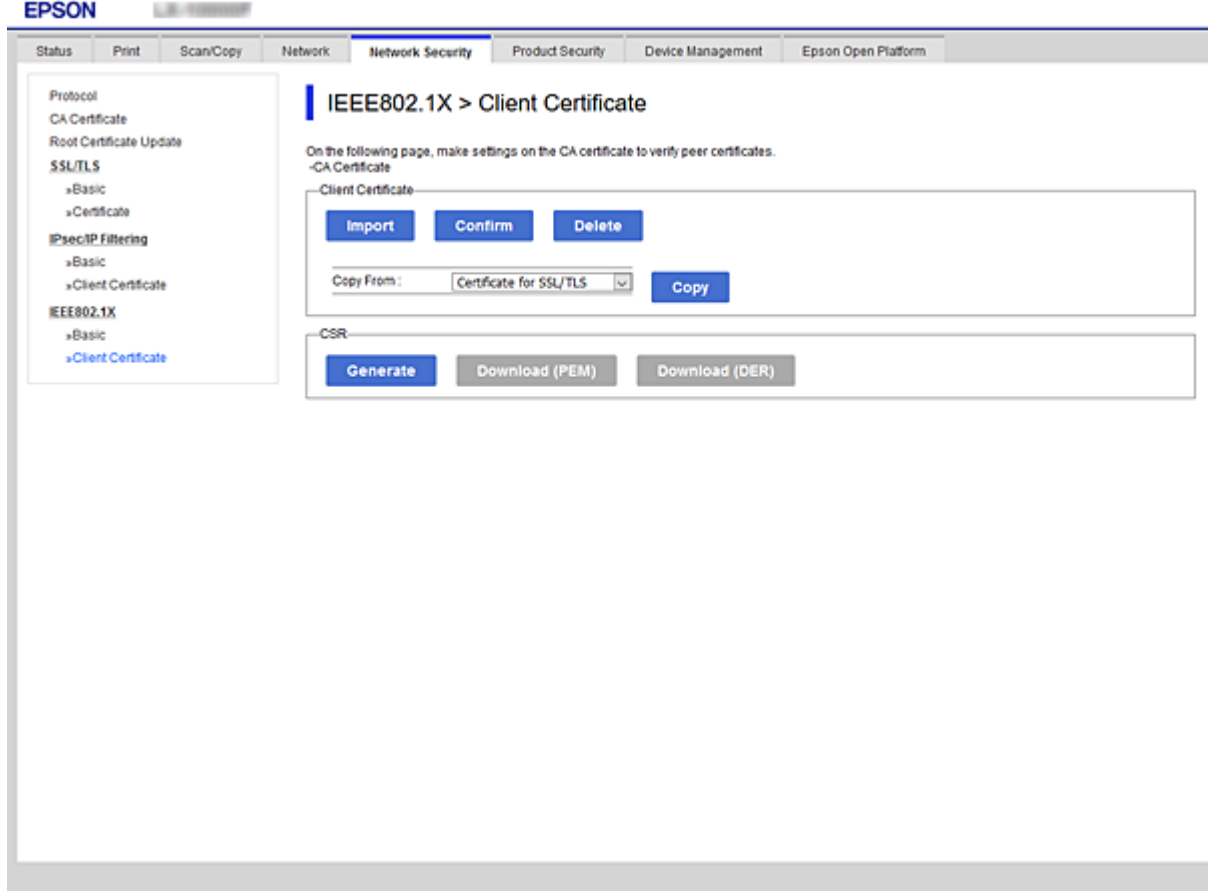 EPSON
Status Print Scan/Copy Network Network Security Product Security Device Management Epson Open Platform
Protocol
CA Certificate
Root Certificate Update
SSL/TLS
»Basic
»Certificate
IPsec/IP Filtering
»Basic
»Client Certificate
IEEE802.1X
»Basic
»Client Certificate
IEEE802.1X > Client Certificate
On the following page, make settings on the CA certificate to verify peer certificates.
-CA Certificate
Client Certificate
Import Confirm Delete
Copy From : Certificate for SSL/TLS Copy
CSR
Generate Download (PEM) Download (DER)